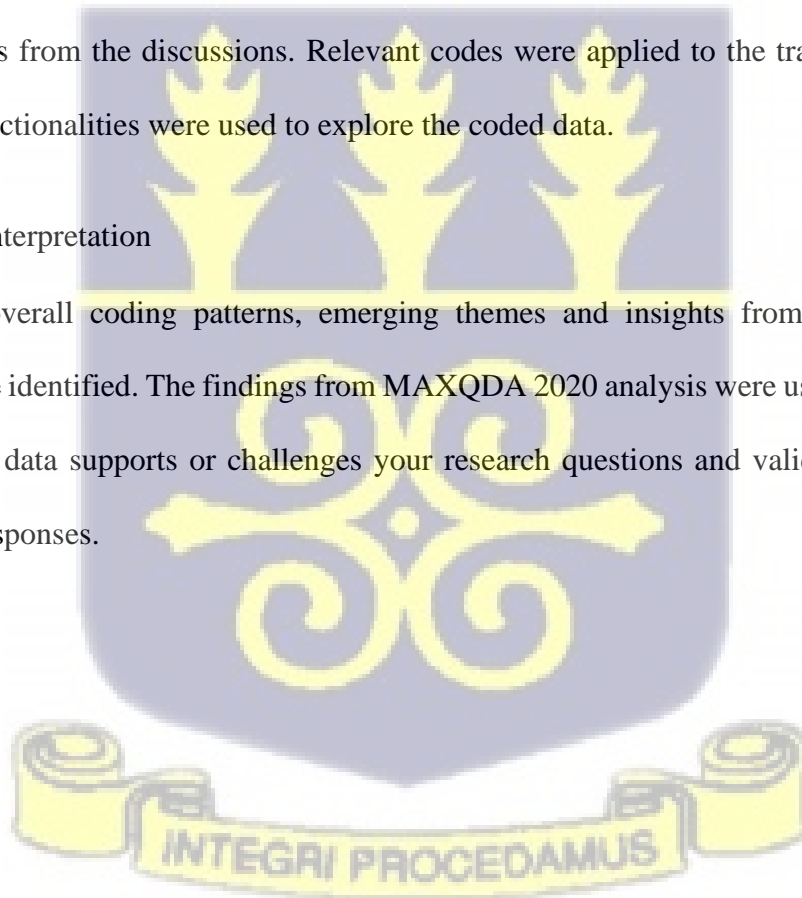 s from the discussions. Relevant codes were applied to the tra
ctionalities were used to explore the coded data.
nterpretation
overall coding patterns, emerging themes and insights from
identified. The findings from MAXQDA 2020 analysis were us
data supports or challenges your research questions and valid
sponses.
INTEGRI PROCEDAMUS